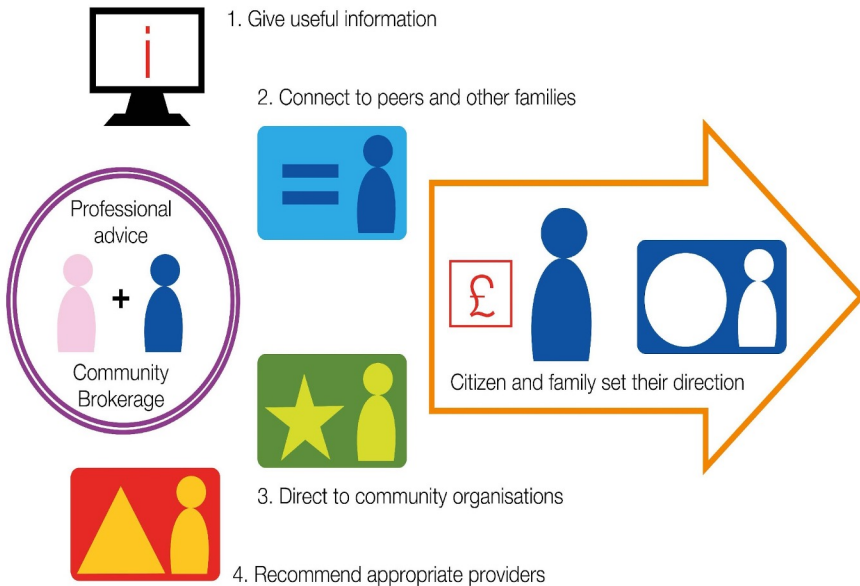 1. Give useful information
i
2. Connect to peers and other families
Professional
advice
+
Community
Brokerage
£
Citizen and family set their direction
3. Direct to community organisations
4. Recommend appropriate providers